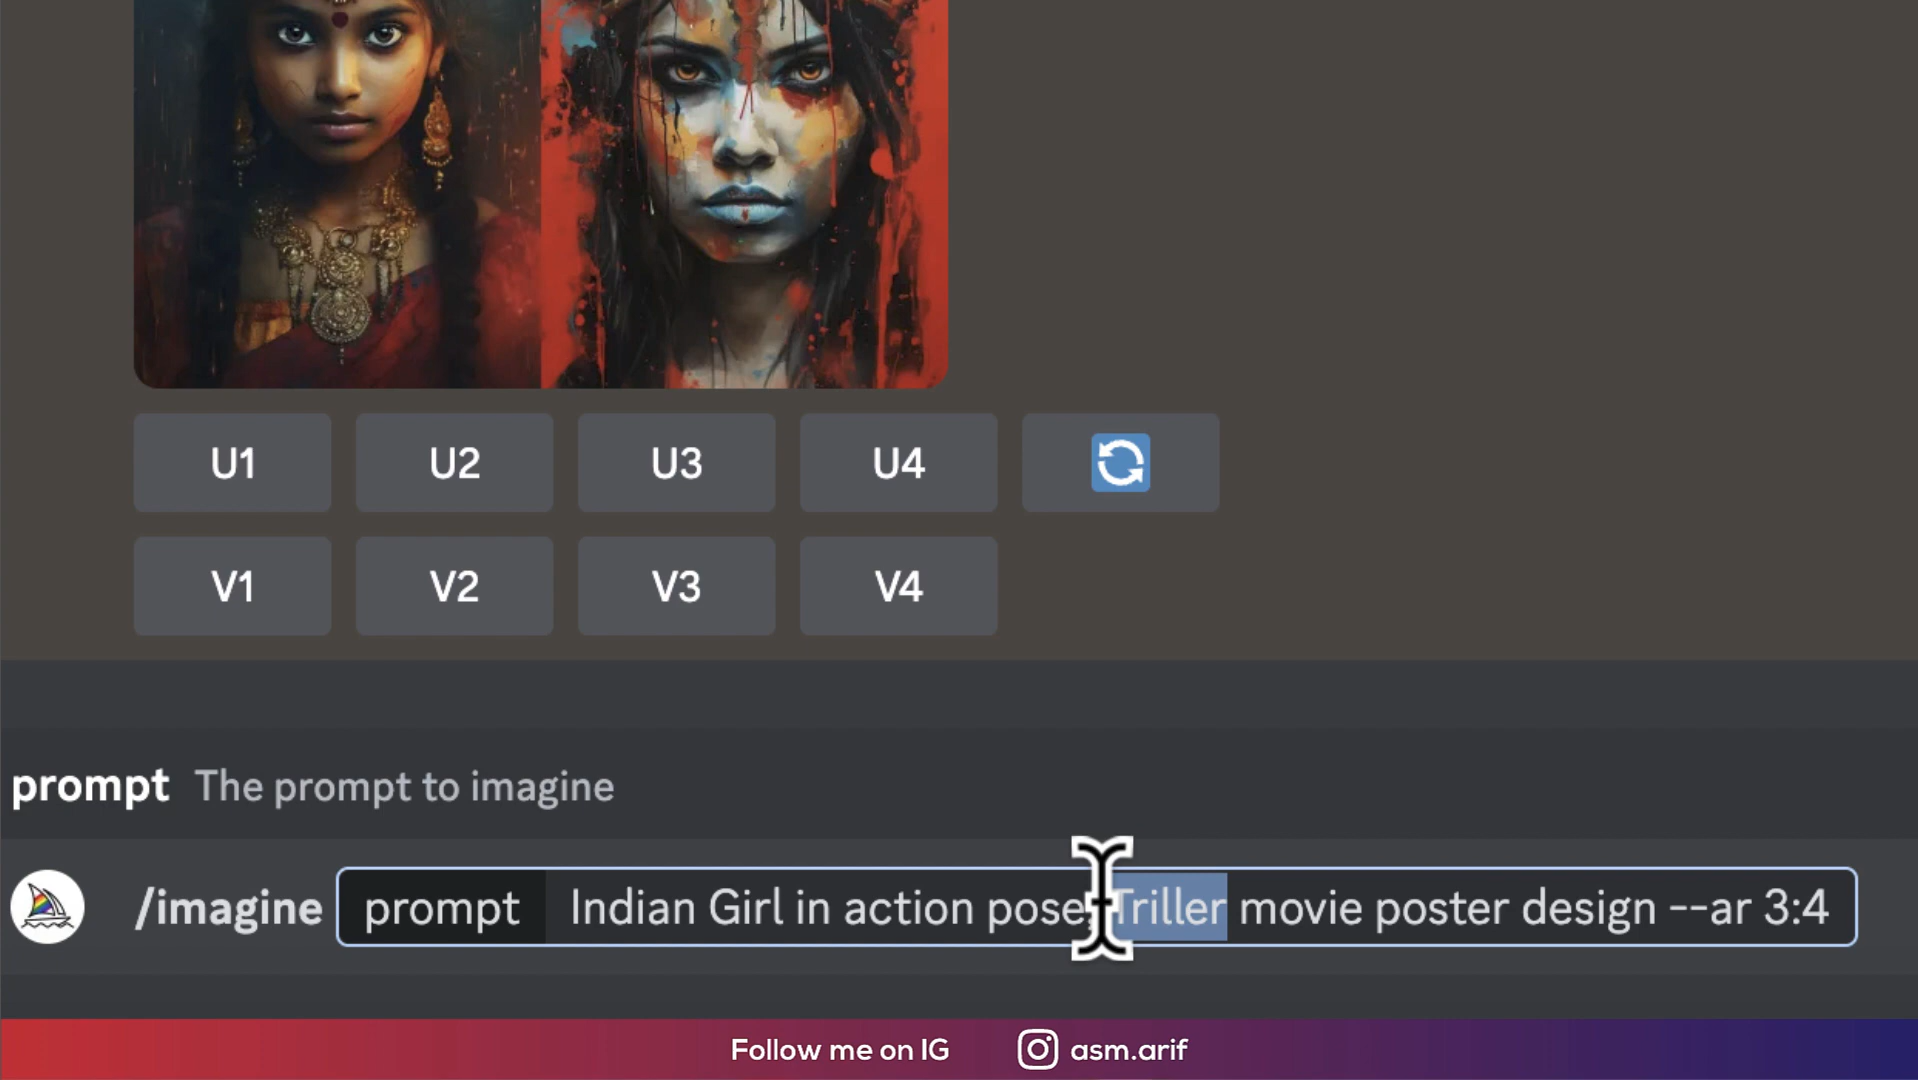 U1 U2 U3 U4
V1 V2 V3 V4
prompt The prompt to imagine
/imagine prompt Indian Girl in action pose, Triller movie poster design --ar 3:4
Follow me on IG asm.arif